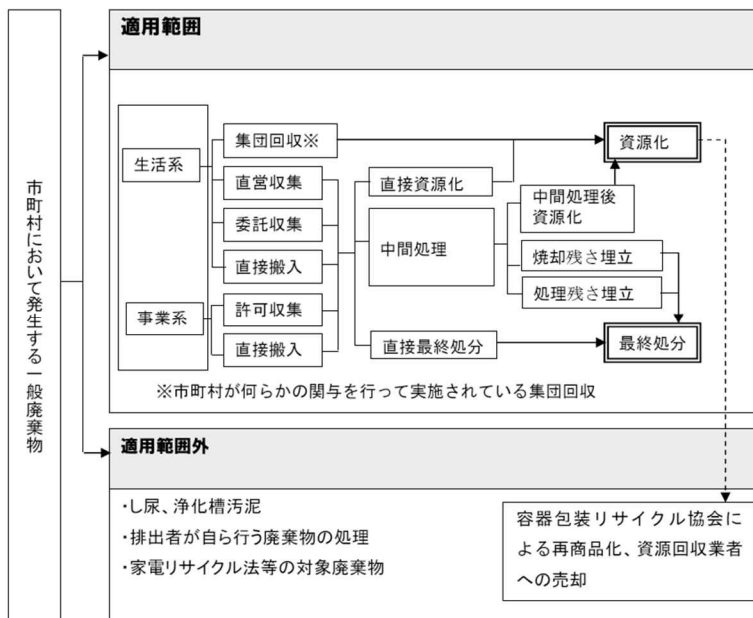 市町村において発生する一般廃棄物
適用範囲
生活系
事業系
集団回収※
直営収集
委託収集
直接搬入
許可収集
直接搬入
直接資源化
中間処理
直接最終処分
中間処理後
資源化
焼却残さ埋立
処理残さ埋立
資源化
最終処分
※市町村が何らかの関与を行って実施されている集団回収
適用範囲外
・し尿、浄化槽汚泥
・排出者が自ら行う廃棄物の処理
・家電リサイクル法等の対象廃棄物
容器包装リサイクル協会に
よる再商品化、資源回収業者
への売却